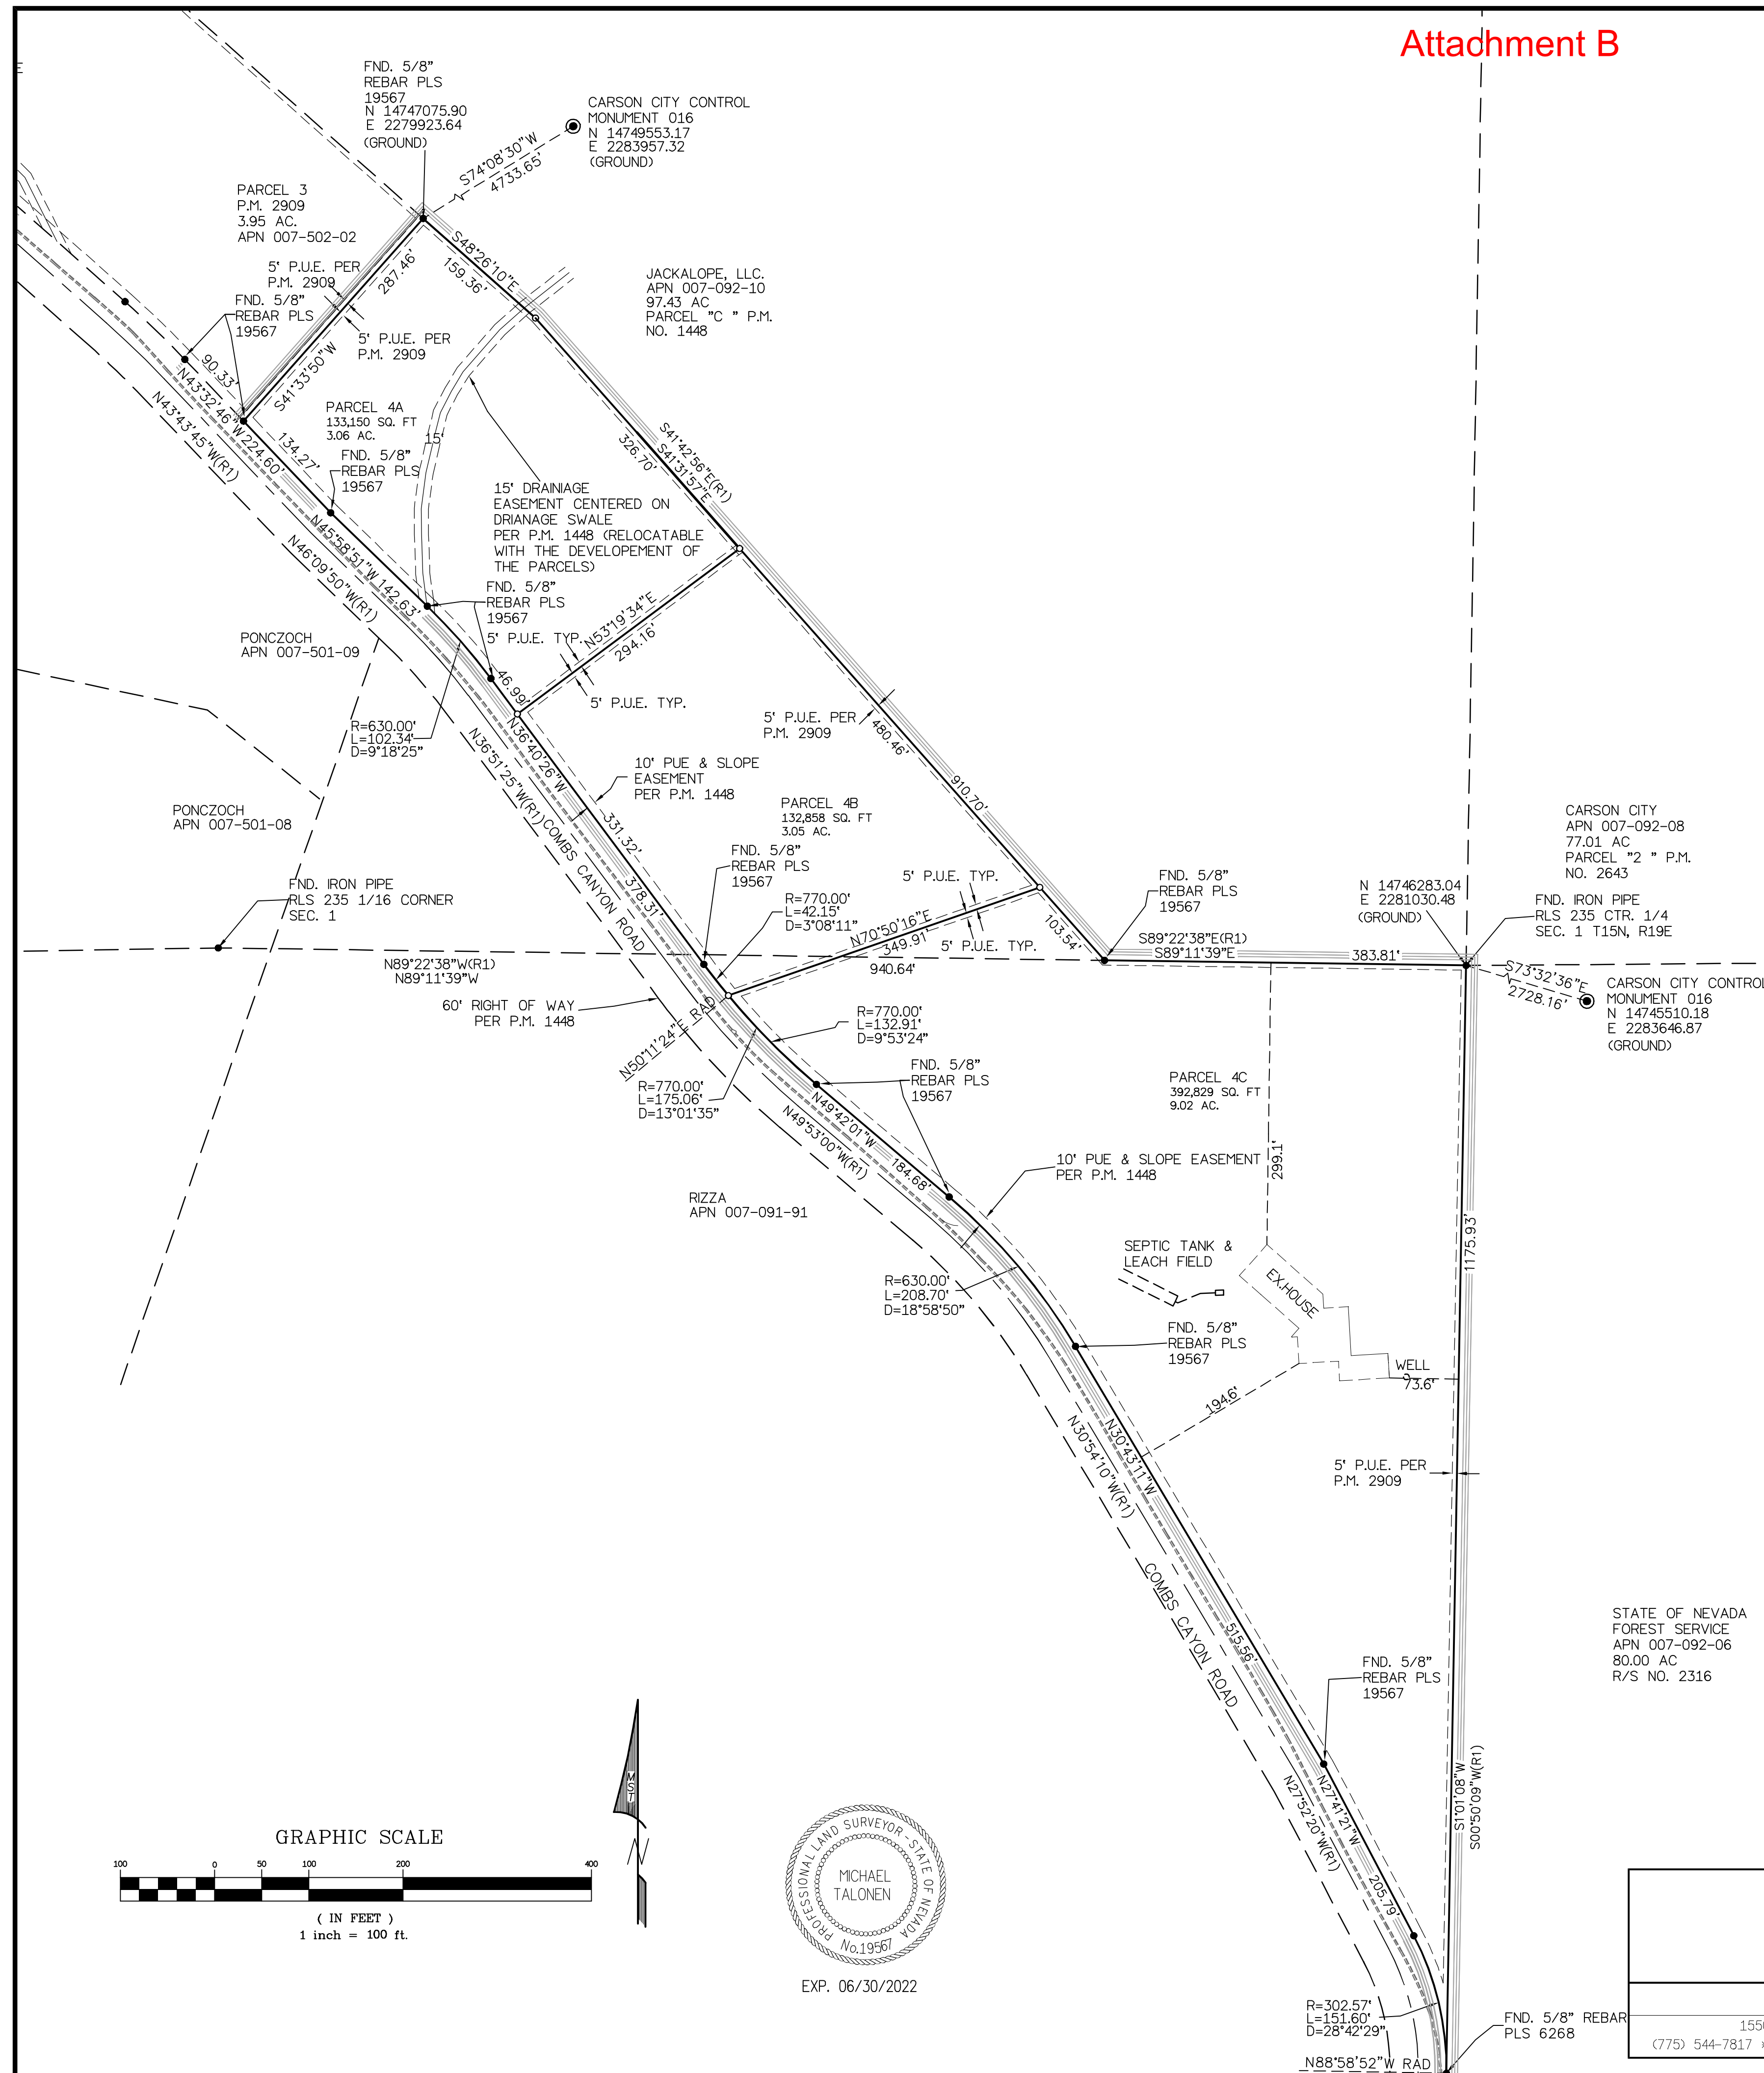 Attachment B
FND. 5/8"
REBAR PLS
19567
N 14747075.90
E 2279923.64
(GROUND)
CARSON CITY CONTROL
MONUMENT 016
N 14749553.17
E 2283957.32
(GROUND)
S74°08'30"W
4733.65'
PARCEL 3
P.M. 2909
3.95 AC.
APN 007-502-02
5' P.U.E. PER
P.M. 2909
FND. 5/8"
REBAR PLS
19567
287.46'
S41°33'50"W
5' P.U.E. PER
P.M. 2909
S48°26'10"E
159.36'
JACKALOPE, LLC.
APN 007-092-10
97.43 AC
PARCEL "C " P.M.
NO. 1448
90.33'
N43°32'46"W
224.60'
N43°43'45"W(R1)
134.27'
PARCEL 4A
133,150 SQ. FT
3.06 AC.
15'
FND. 5/8"
REBAR PLS
19567
326.70'
S41°42'56"E(R1)
S41°31'57"E
15' DRAINIAGE
EASEMENT CENTERED ON
DRIANAGE SWALE
PER P.M. 1448 (RELOCATABLE
WITH THE DEVELOPEMENT OF
THE PARCELS)
N45°58'51"W 142.63'
N46°09'50"W(R1)
FND. 5/8"
REBAR PLS
19567
5' P.U.E. TYP.
N53°19'34"E
294.16'
5' P.U.E. TYP.
PONCZOCH
APN 007-501-09
46.99'
R=630.00'
L=102.34'
D=9°18'25"
N36°40'26"W
N36°51'25"W(R1)
5' P.U.E. PER
P.M. 2909
480.46'
910.70'
10' PUE & SLOPE
EASEMENT
PER P.M. 1448
PARCEL 4B
132,858 SQ. FT
3.05 AC.
331.32'
378.31'
COMBS CANYON ROAD
PONCZOCH
APN 007-501-08
FND. IRON PIPE
RLS 235 1/16 CORNER
SEC. 1
FND. 5/8"
REBAR PLS
19567
R=770.00'
L=42.15'
D=3°08'11"
5' P.U.E. TYP.
N70°50'16"E
349.91'
5' P.U.E. TYP.
940.64'
103.54'
FND. 5/8"
REBAR PLS
19567
S89°22'38"E(R1)
S89°11'39"E
383.81'
N 14746283.04
E 2281030.48
(GROUND)
CARSON CITY
APN 007-092-08
77.01 AC
PARCEL "2 " P.M.
NO. 2643
FND. IRON PIPE
RLS 235 CTR. 1/4
SEC. 1 T15N, R19E
S73°32'36"E
2728.16'
CARSON CITY CONTROL
MONUMENT 016
N 14745510.18
E 2283646.87
(GROUND)
N89°22'38"W(R1)
N89°11'39"W
60' RIGHT OF WAY
PER P.M. 1448
N50°11'24"E RAD
R=770.00'
L=132.91'
D=9°53'24"
R=770.00'
L=175.06'
D=13°01'35"
FND. 5/8"
REBAR PLS
19567
N49°42'01"W
184.68'
N49°53'00"W(R1)
PARCEL 4C
392,829 SQ. FT
9.02 AC.
299.1'
10' PUE & SLOPE EASEMENT
PER P.M. 1448
RIZZA
APN 007-091-91
SEPTIC TANK &
LEACH FIELD
EX.HOUSE
1175.93'
R=630.00'
L=208.70'
D=18°58'50"
FND. 5/8"
REBAR PLS
19567
WELL
73.6'
194.6'
N30°43'11"W
N30°54'10"W(R1)
5' P.U.E. PER
P.M. 2909
COMBS CAYON ROAD
515.56'
STATE OF NEVADA
FOREST SERVICE
APN 007-092-06
80.00 AC
R/S NO. 2316
FND. 5/8"
REBAR PLS
19567
S1°01'08"W
S00°50'09"W(R1)
N27°41'21"W
N27°52'20"W(R1)
205.79'
MST
N
GRAPHIC SCALE
100 0 50 100 200 400
( IN FEET )
1 inch = 100 ft.
PROFESSIONAL LAND SURVEYOR - STATE OF NEVADA
MICHAEL
TALONEN
No.19567
EXP. 06/30/2022
R=302.57'
L=151.60'
D=28°42'29"
FND. 5/8" REBAR
PLS 6268
N88°58'52"W RAD
(775) 544-7817